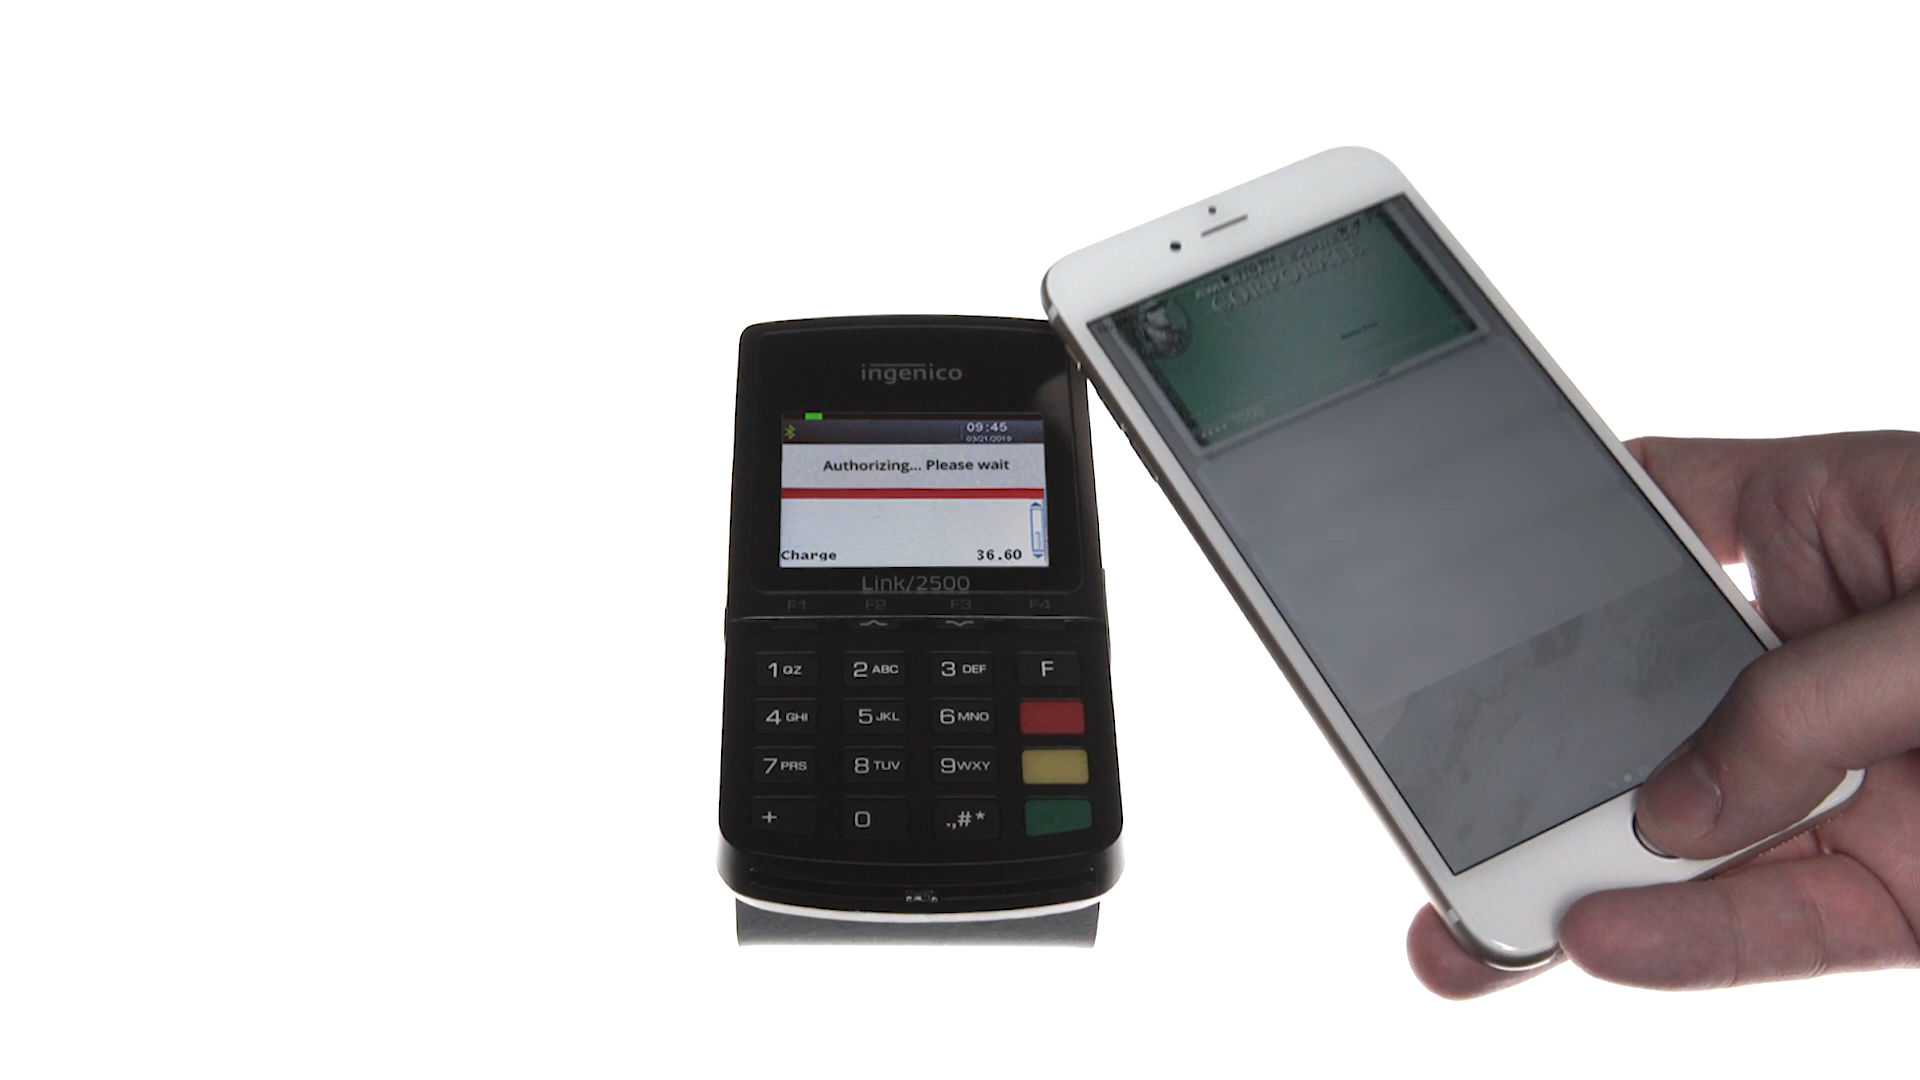 ingenico
09:45
03/21/2019
Authorizing... Please wait
Charge 36.60
Link/2500
F1 F2 F3 F4
1 QZ 2 ABC 3 DEF F
4 GHI 5 JKL 6 MNO
7 PRS 8 TUV 9 WXY
+ 0 .,#*
AMERICAN EXPRESS
CORPORATE